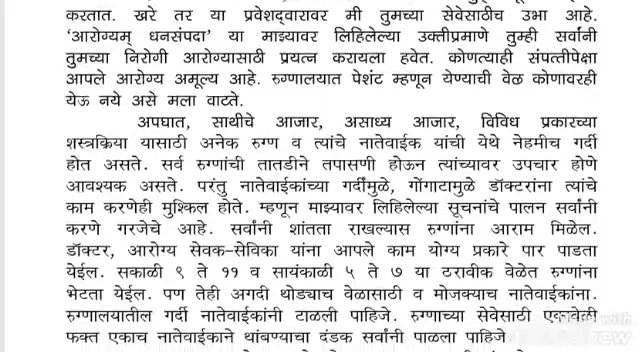 करतात. खरे तर या प्रवेशद्वारावर मी तुमच्या सेवेसाठीच उभा आहे.
‘आरोग्यम् धनसंपदा’ या माझ्यावर लिहिलेल्या उक्तीप्रमाणे तुम्ही सर्वांनी
तुमच्या निरोगी आरोग्यासाठी प्रयत्न करायला हवेत. कोणत्याही संपत्तीपेक्षा
आपले आरोग्य अमूल्य आहे. रुग्णालयात पेशंट म्हणून येण्याची वेळ कोणावरही
येऊ नये असे मला वाटते.
अपघात, साथीचे आजार, असाध्य आजार, विविध प्रकारच्या
शस्त्रक्रिया यासाठी अनेक रुग्ण व त्यांचे नातेवाईक यांची येथे नेहमीच गर्दी
होत असते. सर्व रुग्णांची तातडीने तपासणी होऊन त्यांच्यावर उपचार होणे
आवश्यक असते. परंतु नातेवाईकांच्या गर्दीमुळे, गोंगाटामुळे डॉक्टरांना त्यांचे
काम करणेही मुश्किल होते. म्हणून माझ्यावर लिहिलेल्या सूचनांचे पालन सर्वांनी
करणे गरजेचे आहे. सर्वांनी शांतता राखल्यास रुग्णांना आराम मिळेल.
डॉक्टर, आरोग्य सेवक-सेविका यांना आपले काम योग्य प्रकारे पार पाडता
येईल. सकाळी ९ ते ११ व सायंकाळी ५ ते ७ या ठरावीक वेळेत रुग्णांना
भेटता येईल. पण तेही अगदी थोड्याच वेळासाठी व मोजक्याच नातेवाईकांना.
रुग्णालयातील गर्दी नातेवाईकांनी टाळली पाहिजे. रुग्णाच्या सेवेसाठी एकावेळी
फक्त एकाच नातेवाईकाने थांबण्याचा दंडक सर्वांनी पाळला पाहिजे